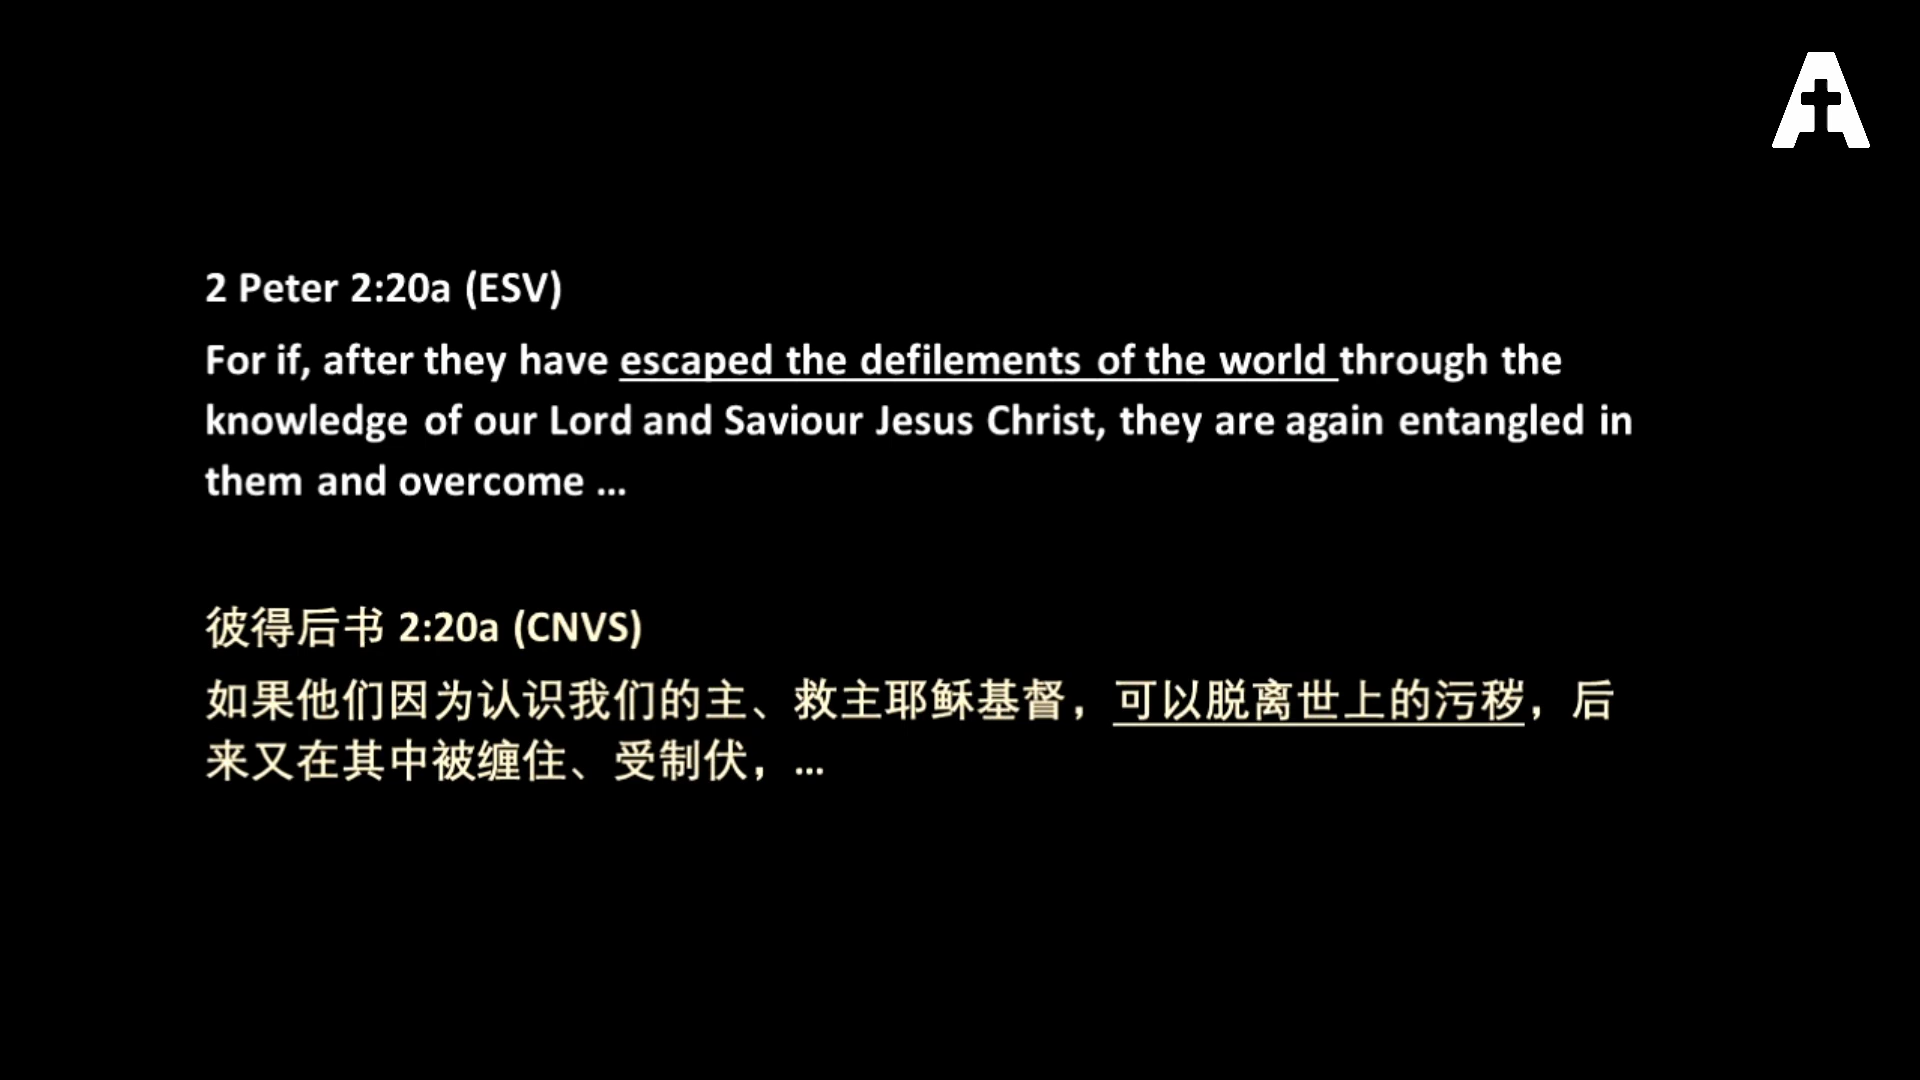 A
2 Peter 2:20a (ESV)
For if, after they have escaped the defilements of the world through the
knowledge of our Lord and Saviour Jesus Christ, they are again entangled in
them and overcome ...
彼得后书 2:20a (CNVS)
如果他们因为认识我们的主、救主耶稣基督，可以脱离世上的污秽，后
来又在其中被缠住、受制伏，...